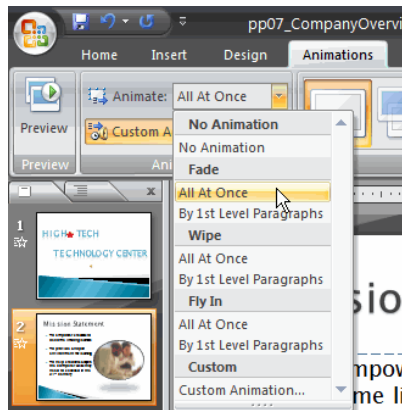 pp07_CompanyOvervi
Home Insert Design Animations
Animate: All At Once
Preview
Custom A
Preview
Ani
No Animation
No Animation
Fade
All At Once
By 1st Level Paragraphs
Wipe
All At Once
By 1st Level Paragraphs
Fly In
All At Once
By 1st Level Paragraphs
Custom
Custom Animation...
x
1
HIGH TECH
TECHNOLOGY CENTER
2
Mission Statement
sio
mpow
me li